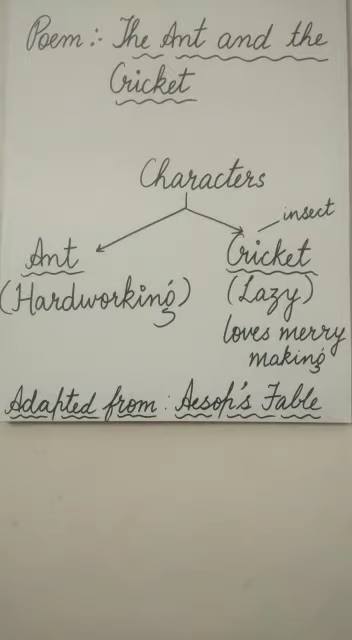 Poem :- The Ant and the
Cricket
Characters
insect
Ant
Cricket
(Hardworking)
(Lazy)
loves merry
making
Adapted from : Aesop's Fable